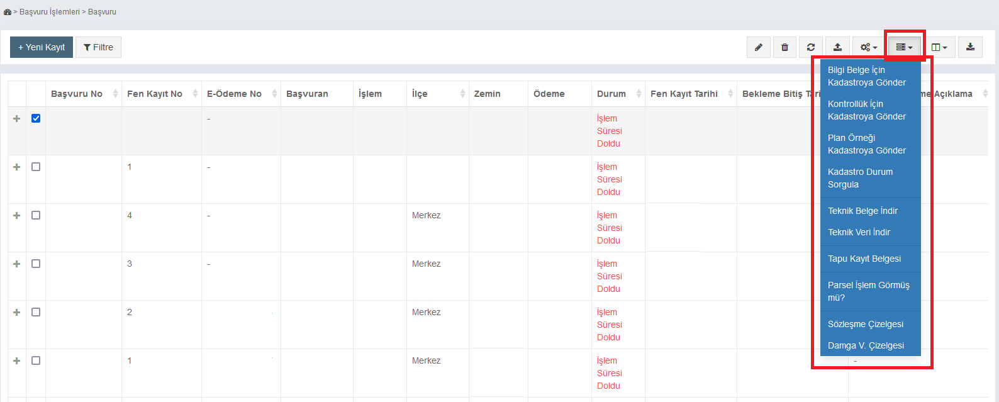 > Başvuru İşlemleri > Başvuru
+ Yeni Kayıt
Filtre
Başvuru No
Fen Kayıt No
E-Ödeme No
Başvuran
İşlem
İlçe
Zemin
Ödeme
Durum
Fen Kayıt Tarihi
Bekleme Bitiş Tari
me Açıklama
-
İşlem
Süresi
Doldu
1
-
İşlem
Süresi
Doldu
4
-
Merkez
İşlem
Süresi
Doldu
3
-
Merkez
İşlem
Süresi
Doldu
2
Merkez
İşlem
Süresi
Doldu
1
Merkez
İşlem
Süresi
Doldu
-
Bilgi Belge İçin
Kadastroya Gönder
Kontrollük İçin
Kadastroya Gönder
Plan Örneği
Kadastroya Gönder
Kadastro Durum
Sorgula
Teknik Belge İndir
Teknik Veri İndir
Tapu Kayıt Belgesi
Parsel İşlem Görmüş
mü?
Sözleşme Çizelgesi
Damga V. Çizelgesi